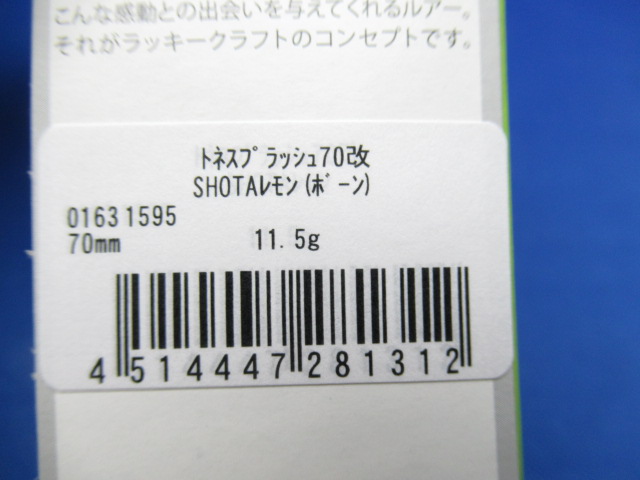 こんな感動との出会いを与えてくれるルアー。
それがラッキークラフトのコンセプトです。
ﾄﾈｽﾌﾟﾗｯｼｭ70改
SHOTAﾚﾓﾝ(ﾎﾞｰﾝ)
01631595
70mm 11.5g
4 514447 281312